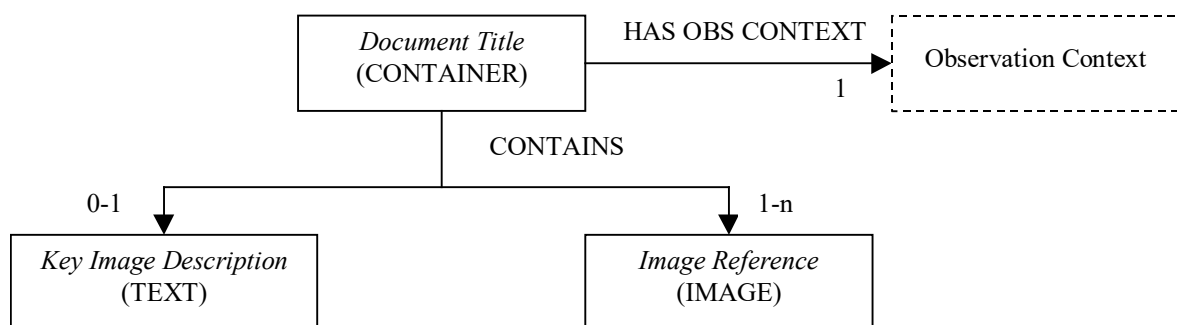 Document Title
(CONTAINER)
HAS OBS CONTEXT
1
Observation Context
CONTAINS
0-1
1-n
Key Image Description
(TEXT)
Image Reference
(IMAGE)